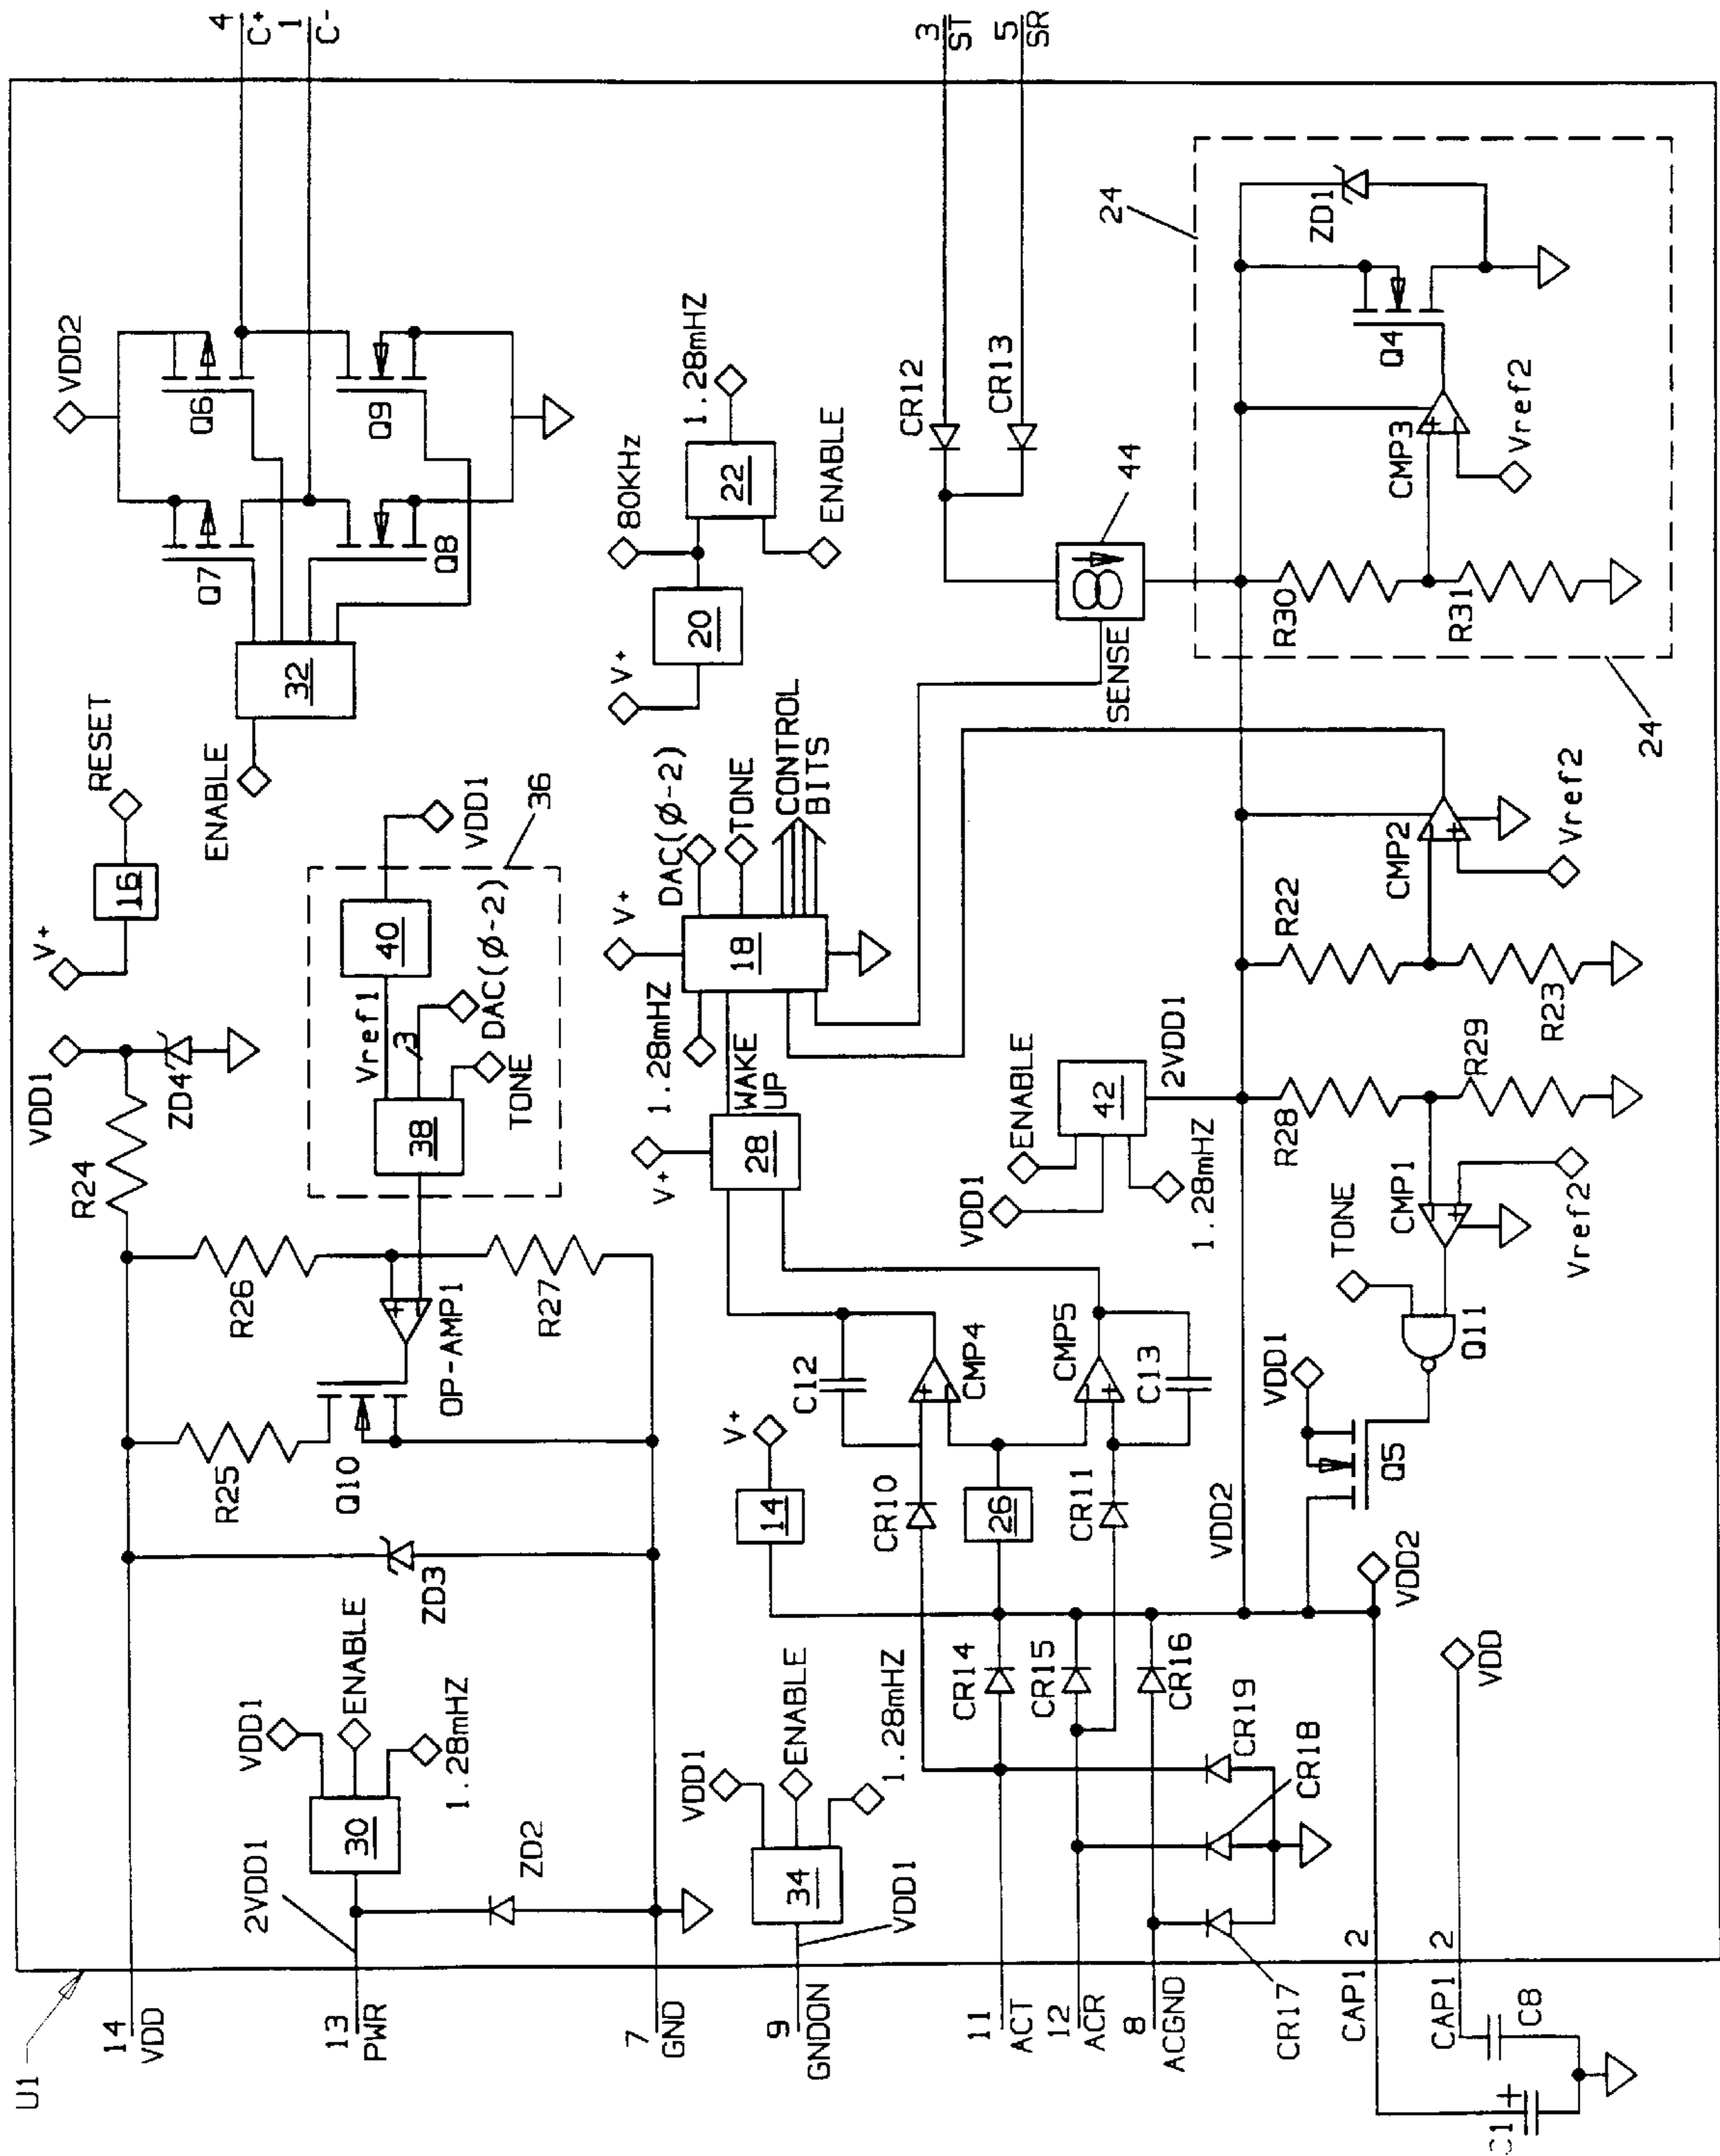 U1
14
VDD
13
PWR
7
GND
9
GNDON
11
ACT
12
ACR
8
ACGND
CAP1 2
CAP1 2
C1 +
C8
VDD
2VDD1
30
VDD1
ENABLE
1.28mHZ
ZD2
ZD3
R25
Q10
R26
OP-AMP1
R27
R24
VDD1
ZD4
V+
16
RESET
38
Vref1
3
DAC(Ø-2)
TONE
40
VDD1
36
ENABLE
32
Q7
Q8
Q6
Q9
VDD2
4
C+
1
C-
34
VDD1
VDD1
ENABLE
1.28mHZ
CR14
CR15
CR16
CR17
CR18
CR19
14
V+
26
CR10
CR11
C12
+
CMP4
CMP5
+
C13
28
V+
WAKE
UP
1.28mHZ
V+
18
DAC(Ø-2)
TONE
CONTROL
BITS
V+
20
80KHz
22
1.28mHZ
ENABLE
CR12
CR13
3
ST
5
SR
44
SENSE
42
ENABLE
VDD1
1.28mHZ
2VDD1
VDD2
VDD2
VDD1
Q5
Q11
TONE
CMP1
+
Vref2
R28
R29
R22
R23
CMP2
+
Vref2
R30
R31
CMP3
+
Vref2
Q4
ZD1
24
24